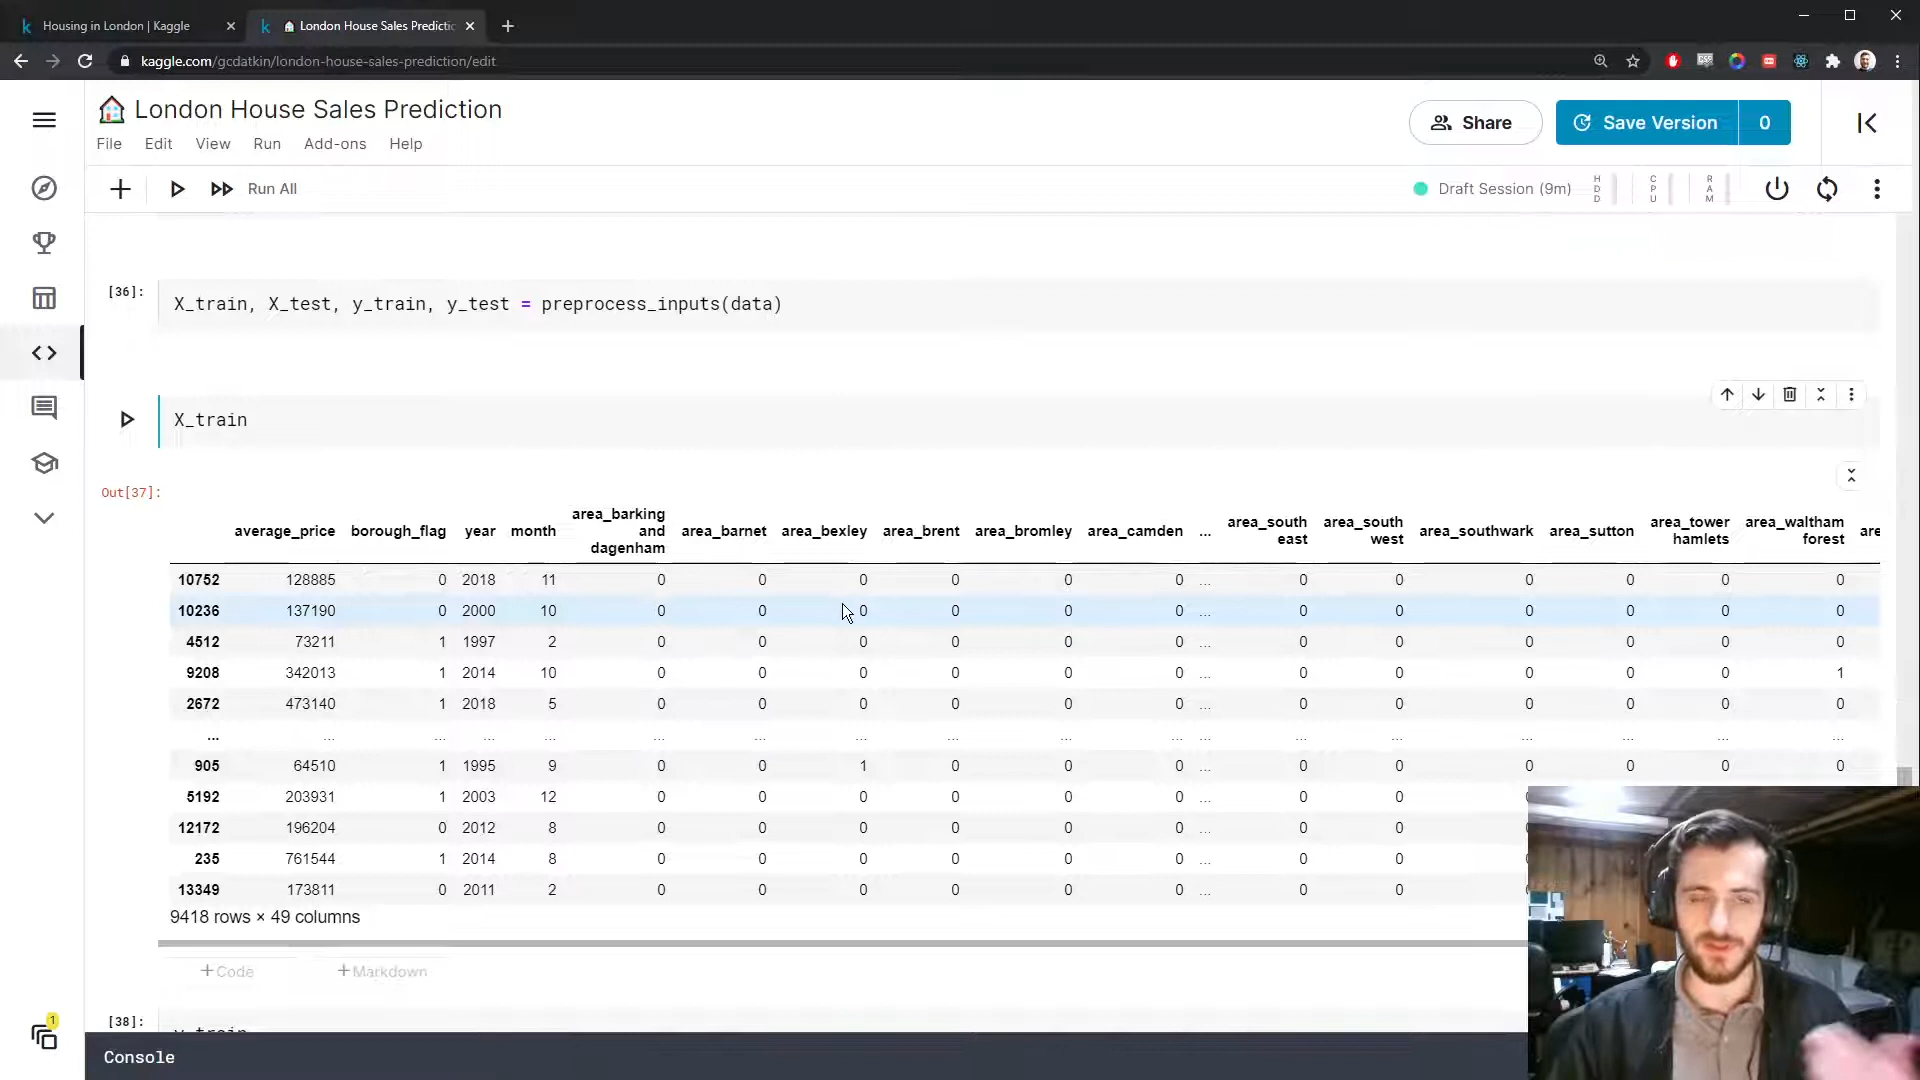 Housing in London | Kaggle
London House Sales Predictic
kaggle.com/gcdatkin/london-house-sales-prediction/edit
London House Sales Prediction
File Edit View Run Add-ons Help
Share
Save Version 0
Run All
Draft Session (9m)
HDD
CPU
RAM
[36]:
X_train, X_test, y_train, y_test = preprocess_inputs(data)
X_train
Out[37]:
average_price borough_flag year month area_barking and dagenham area_barnet area_bexley area_brent area_bromley area_camden ... area_south east area_south west area_southwark area_sutton area_tower hamlets area_waltham forest are
10752 128885 0 2018 11 0 0 0 0 0 0 ... 0 0 0 0 0 0
10236 137190 0 2000 10 0 0 0 0 0 0 ... 0 0 0 0 0 0
4512 73211 1 1997 2 0 0 0 0 0 0 ... 0 0 0 0 0 0
9208 342013 1 2014 10 0 0 0 0 0 0 ... 0 0 0 0 0 1
2672 473140 1 2018 5 0 0 0 0 0 0 ... 0 0 0 0 0 0
... ... ... ... ... ... ... ... ... ... ... ... ... ... ... ... ... ...
905 64510 1 1995 9 0 0 1 0 0 0 ... 0 0 0 0 0 0
5192 203931 1 2003 12 0 0 0 0 0 0 ... 0 0 0
12172 196204 0 2012 8 0 0 0 0 0 0 ... 0 0
235 761544 1 2014 8 0 0 0 0 0 0 ... 0 0
13349 173811 0 2011 2 0 0 0 0 0 0 ... 0 0
9418 rows × 49 columns
+ Code + Markdown
[38]:
y_train
1
Console